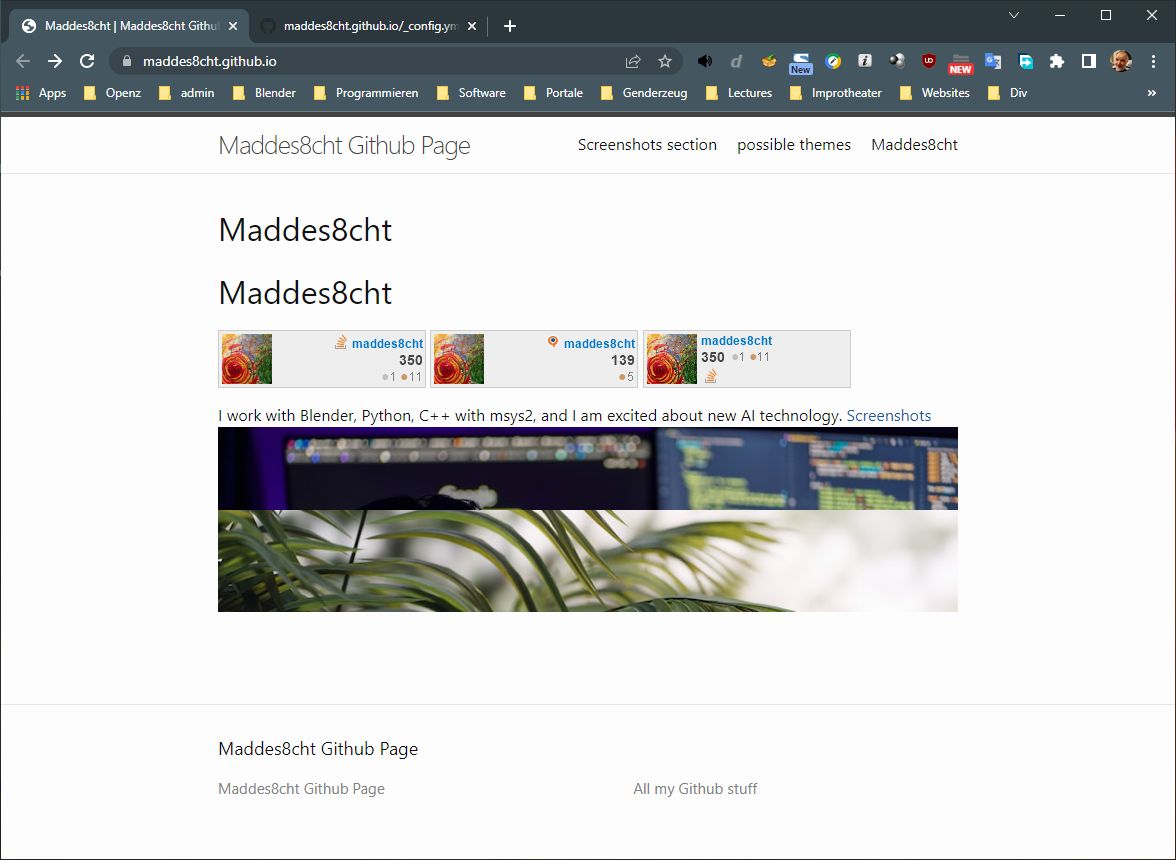 Maddes8cht | Maddes8cht Githu
maddes8cht.github.io/_config.ym
maddes8cht.github.io
d
New
UD
NEW
Apps Openz admin Blender Programmieren Software Portale Genderzeug Lectures Improtheater Websites Div »
Maddes8cht Github Page
Screenshots section possible themes Maddes8cht
Maddes8cht
Maddes8cht
maddes8cht
350
1 11
maddes8cht
139
5
maddes8cht
350 1 11
I work with Blender, Python, C++ with msys2, and I am excited about new AI technology. Screenshots
Maddes8cht Github Page
Maddes8cht Github Page
All my Github stuff